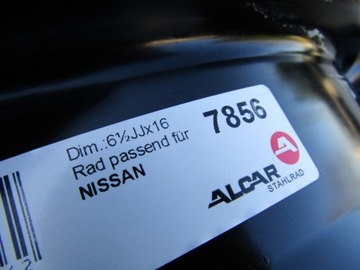 Dim.:6½JJx16
Rad passend für
NISSAN
7856
ALCAR
STAHLRAD